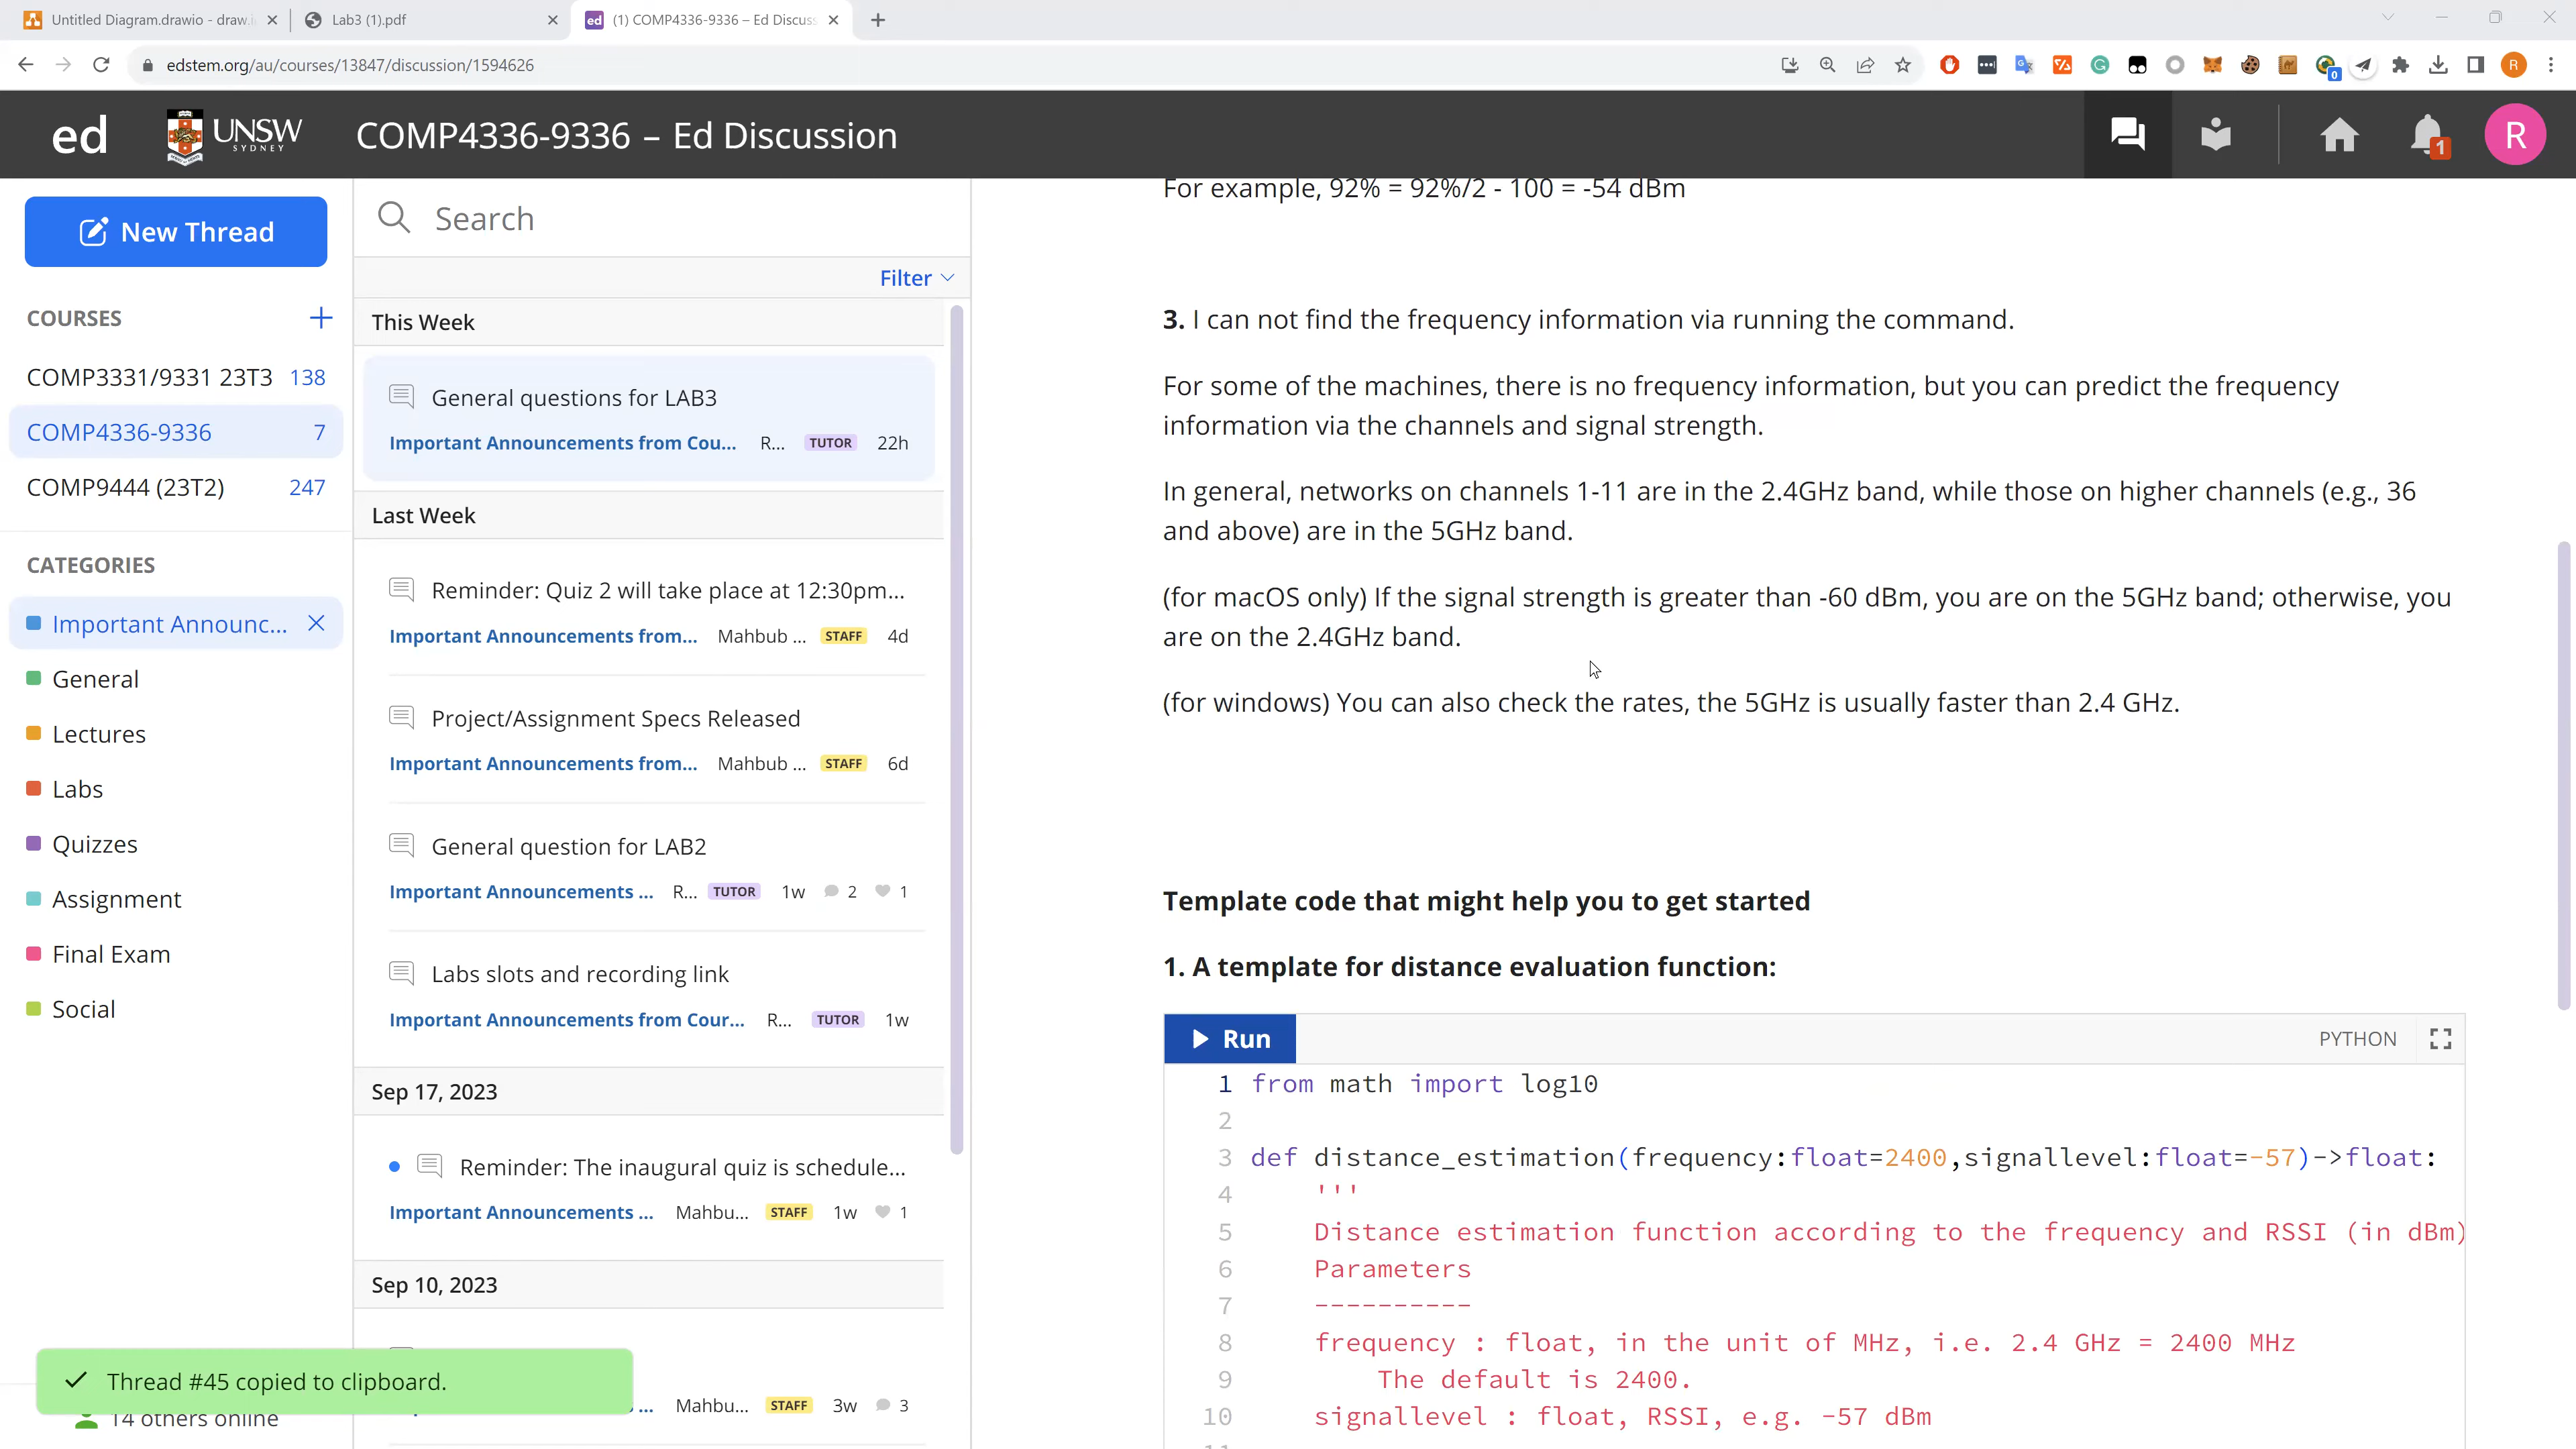 Untitled Diagram.drawio - draw.i
Lab3 (1).pdf
ed (1) COMP4336-9336 – Ed Discuss
edstem.org/au/courses/13847/discussion/1594626
0
R
ed
UNSW
SYDNEY
COMP4336-9336 – Ed Discussion
1
R
New Thread
COURSES
COMP3331/9331 23T3 138
COMP4336-9336 7
COMP9444 (23T2) 247
CATEGORIES
Important Announc...
General
Lectures
Labs
Quizzes
Assignment
Final Exam
Social
Thread #45 copied to clipboard.
14 others online
Search
Filter
This Week
General questions for LAB3
Important Announcements from Cou... R... TUTOR 22h
Last Week
Reminder: Quiz 2 will take place at 12:30pm...
Important Announcements from... Mahbub ... STAFF 4d
Project/Assignment Specs Released
Important Announcements from... Mahbub ... STAFF 6d
General question for LAB2
Important Announcements ... R... TUTOR 1w 2 1
Labs slots and recording link
Important Announcements from Cour... R... TUTOR 1w
Sep 17, 2023
Reminder: The inaugural quiz is schedule...
Important Announcements ... Mahbu... STAFF 1w 1
Sep 10, 2023
... Mahbu... STAFF 3w 3
For example, 92% = 92%/2 - 100 = -54 dBm
3. I can not find the frequency information via running the command.
For some of the machines, there is no frequency information, but you can predict the frequency
information via the channels and signal strength.
In general, networks on channels 1-11 are in the 2.4GHz band, while those on higher channels (e.g., 36
and above) are in the 5GHz band.
(for macOS only) If the signal strength is greater than -60 dBm, you are on the 5GHz band; otherwise, you
are on the 2.4GHz band.
(for windows) You can also check the rates, the 5GHz is usually faster than 2.4 GHz.
Template code that might help you to get started
1. A template for distance evaluation function:
Run
PYTHON
1 from math import log10
2
3 def distance_estimation(frequency:float=2400,signallevel:float=-57)->float:
4 '''
5 Distance estimation function according to the frequency and RSSI (in dBm)
6 Parameters
7 ----------
8 frequency : float, in the unit of MHz, i.e. 2.4 GHz = 2400 MHz
9 The default is 2400.
10 signallevel : float, RSSI, e.g. -57 dBm